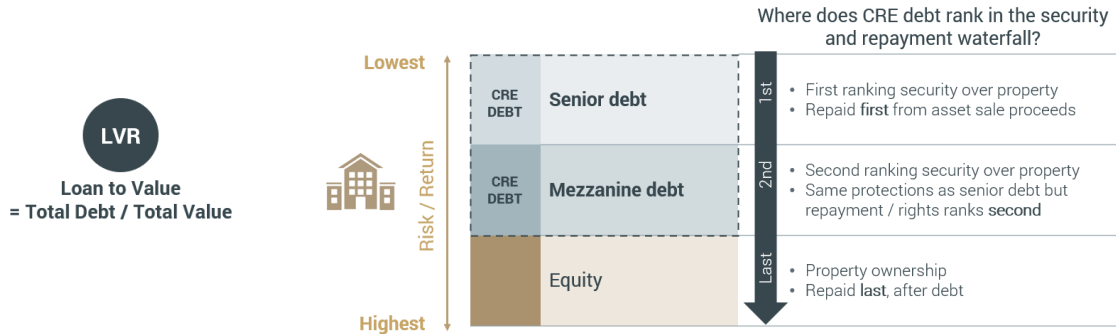 Where does CRE debt rank in the security
and repayment waterfall?
LVR
Loan to Value
= Total Debt / Total Value
Lowest
Risk / Return
Highest
CRE
DEBT
Senior debt
1st
• First ranking security over property
• Repaid first from asset sale proceeds
CRE
DEBT
Mezzanine debt
2nd
• Second ranking security over property
• Same protections as senior debt but
repayment / rights ranks second
Equity
Last
• Property ownership
• Repaid last, after debt